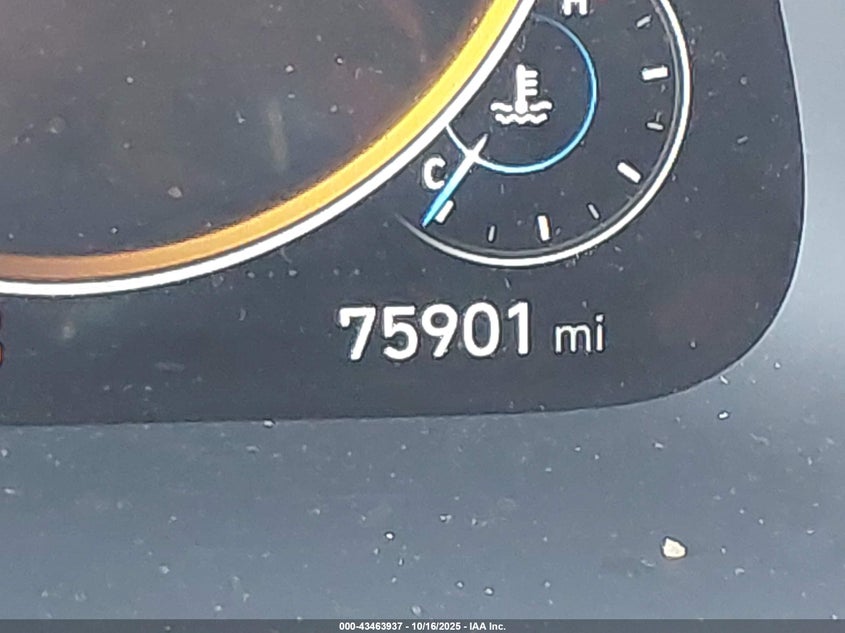 H
C
75901 mi
000-43463937 - 10/16/2025 - IAA Inc.